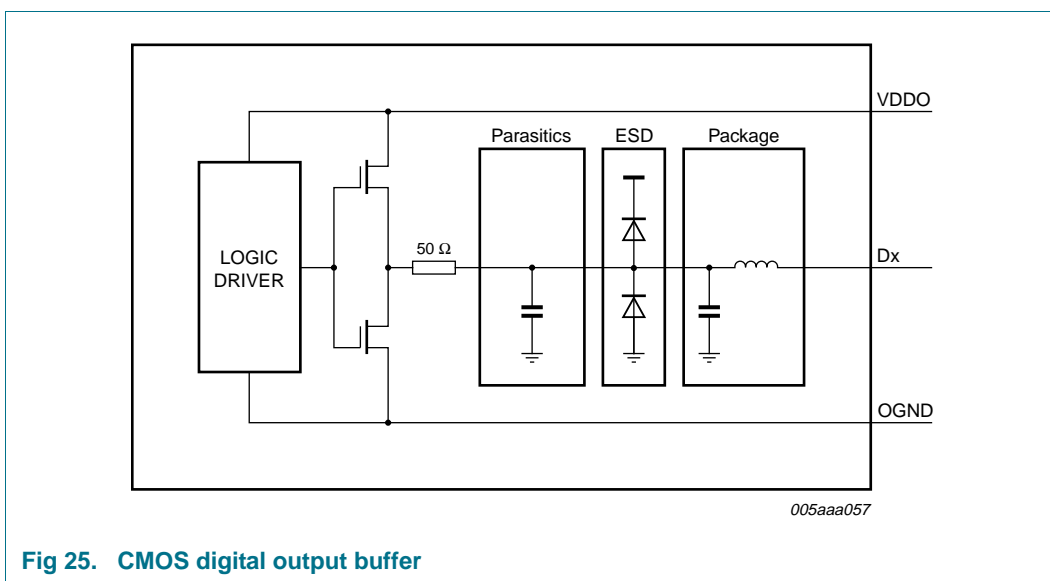 VDDO
Parasitics
ESD
Package
LOGIC
DRIVER
50 Ω
Dx
OGND
005aaa057
Fig 25. CMOS digital output buffer